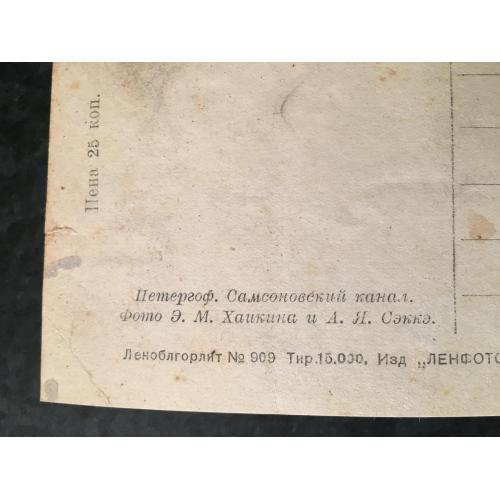 Цена 25 коп.
Петергоф. Самсоновский канал.
Фото Э. М. Хаикина и А. Я. Сэккэ.
Леноблгорлит № 909 Тир. 15.000. Изд „ЛЕНФОТО